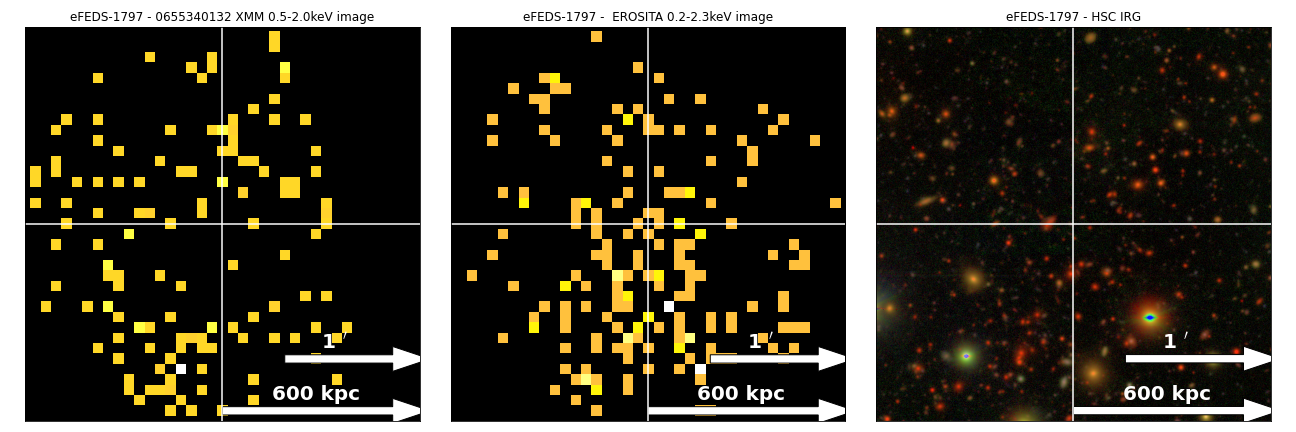 eFEDS-1797 - 0655340132 XMM 0.5-2.0keV image
eFEDS-1797 -  EROSITA 0.2-2.3keV image
eFEDS-1797 - HSC IRG
1 ′
600 kpc
1 ′
600 kpc
1 ′
600 kpc